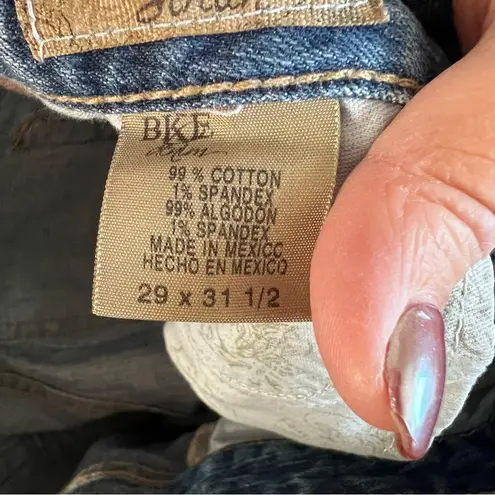 BKE
denim
99 % COTTON
1% SPANDEX
99% ALGODON
1% SPANDEX
MADE IN MEXICO
HECHO EN MEXICO
29 x 31 1/2